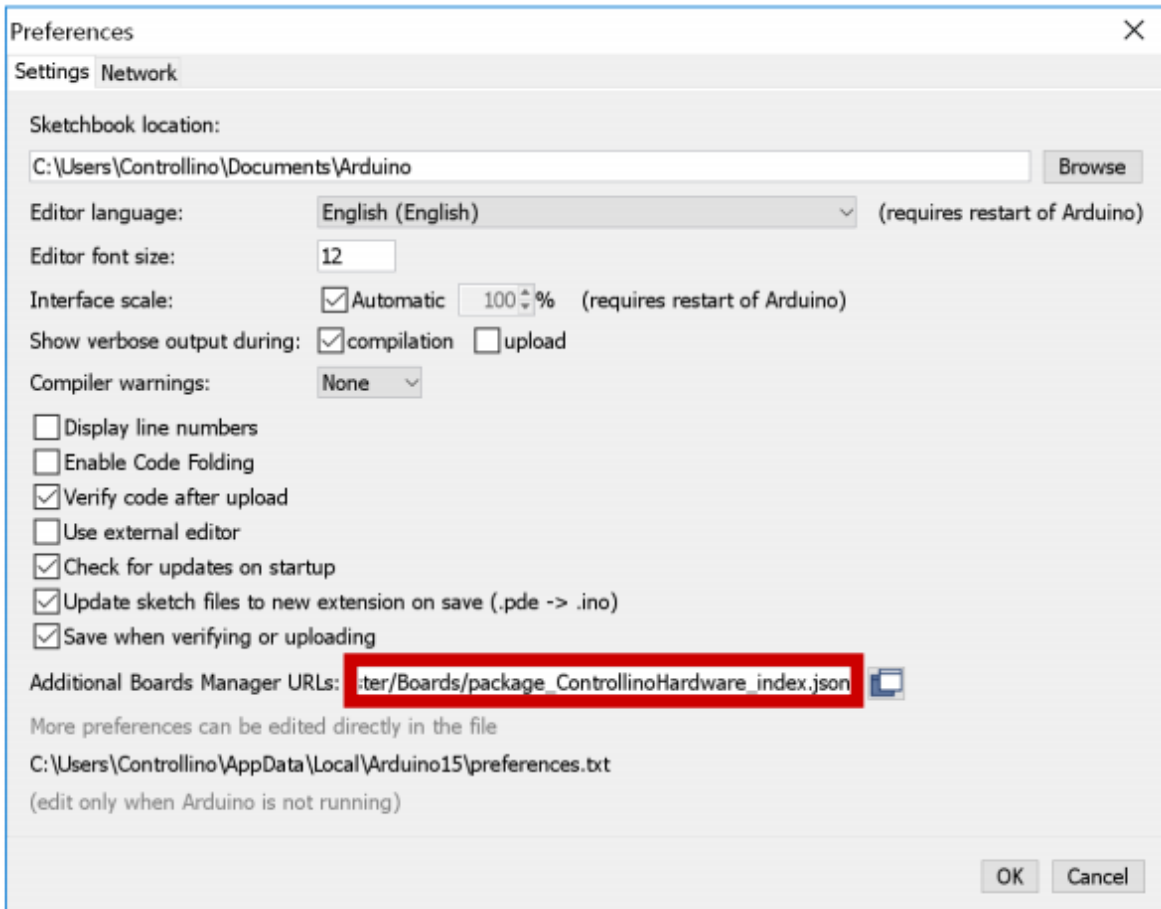 Preferences
Settings Network
Sketchbook location:
C:\Users\Controllino\Documents\Arduino Browse
Editor language: English (English) (requires restart of Arduino)
Editor font size: 12
Interface scale: Automatic 100 % (requires restart of Arduino)
Show verbose output during: compilation upload
Compiler warnings: None
Display line numbers
Enable Code Folding
Verify code after upload
Use external editor
Check for updates on startup
Update sketch files to new extension on save (.pde -> .ino)
Save when verifying or uploading
Additional Boards Manager URLs: ter/Boards/package_ControllinoHardware_index.json
More preferences can be edited directly in the file
C:\Users\Controllino\AppData\Local\Arduino15\preferences.txt
(edit only when Arduino is not running)
OK Cancel